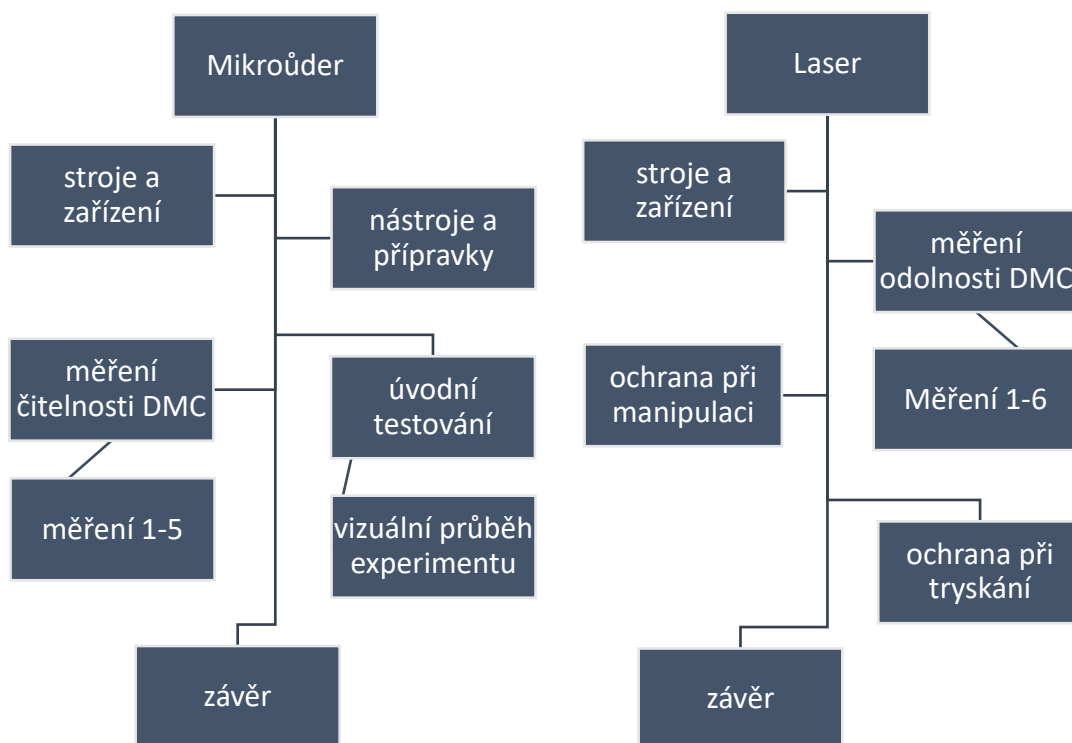 Mikroůder
stroje a
zařízení
nástroje a
přípravky
měření
čitelnosti DMC
úvodní
testování
měření 1-5
vizuální průběh
experimentu
závěr
Laser
stroje a
zařízení
měření
odolnosti DMC
ochrana při
manipulaci
Měření 1-6
ochrana při
tryskání
závěr